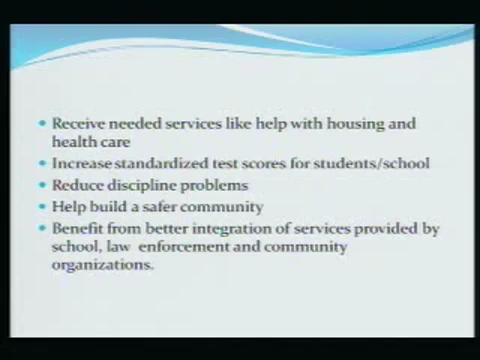 Receive needed services like help with housing and
health care
Increase standardized test scores for students/school
Reduce discipline problems
Help build a safer community
Benefit from better integration of services provided by
school, law enforcement and community
organizations.